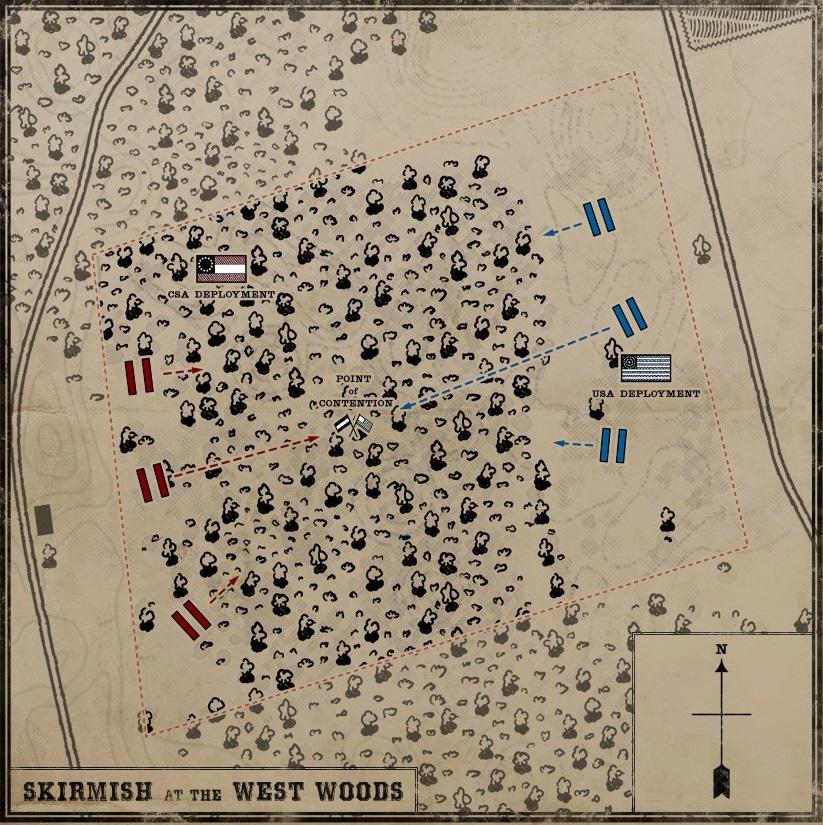 CSA DEPLOYMENT
POINT
of
CONTENTION
USA DEPLOYMENT
N
SKIRMISH AT THE WEST WOODS